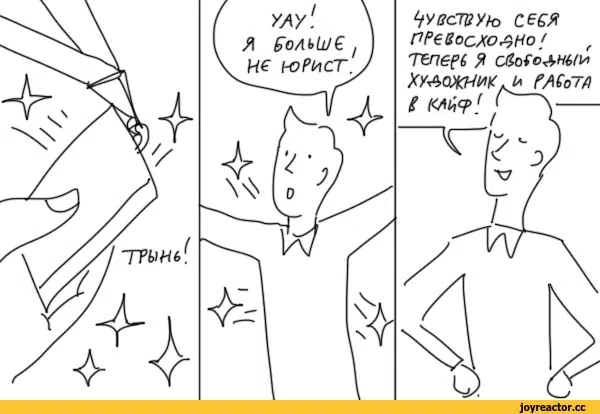 ТРЫНЬ!
УАУ!
Я БОЛЬШЕ
НЕ ЮРИСТ!
ЧУВСТВУЮ СЕБЯ
ПРЕВОСХОДНО!
ТЕПЕРЬ Я СВОБОДНЫЙ
ХУДОЖНИК, И РАБОТА
В КАЙФ!
joyreactor.cc